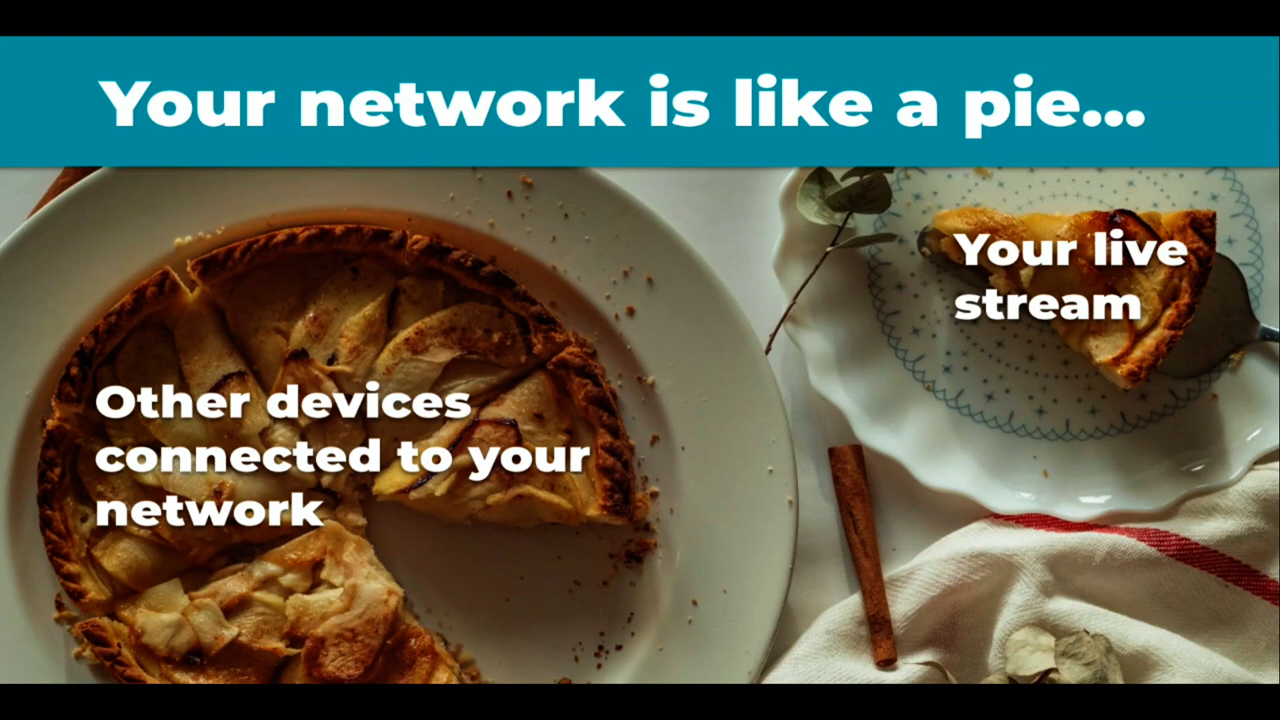 Your network is like a pie...
Your live
stream
Other devices
connected to your
network